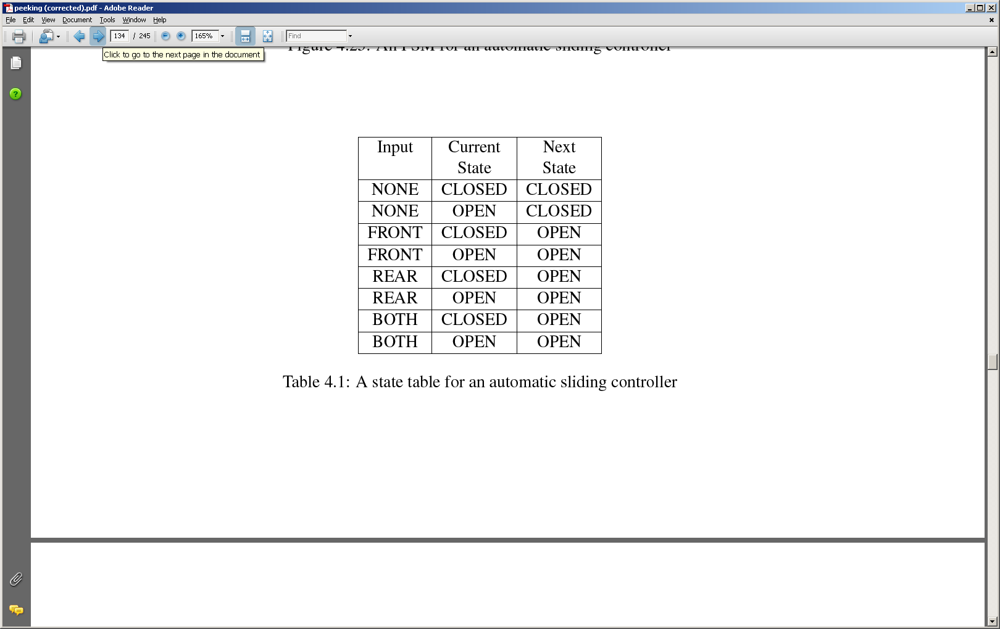 peeking (corrected).pdf - Adobe Reader
File Edit View Document Tools Window Help
134 / 245 165% Find
Click to go to the next page in the document
Figure 4.25: An FSM for an automatic sliding controller
Input Current State Next State
NONE CLOSED CLOSED
NONE OPEN CLOSED
FRONT CLOSED OPEN
FRONT OPEN OPEN
REAR CLOSED OPEN
REAR OPEN OPEN
BOTH CLOSED OPEN
BOTH OPEN OPEN
Table 4.1: A state table for an automatic sliding controller